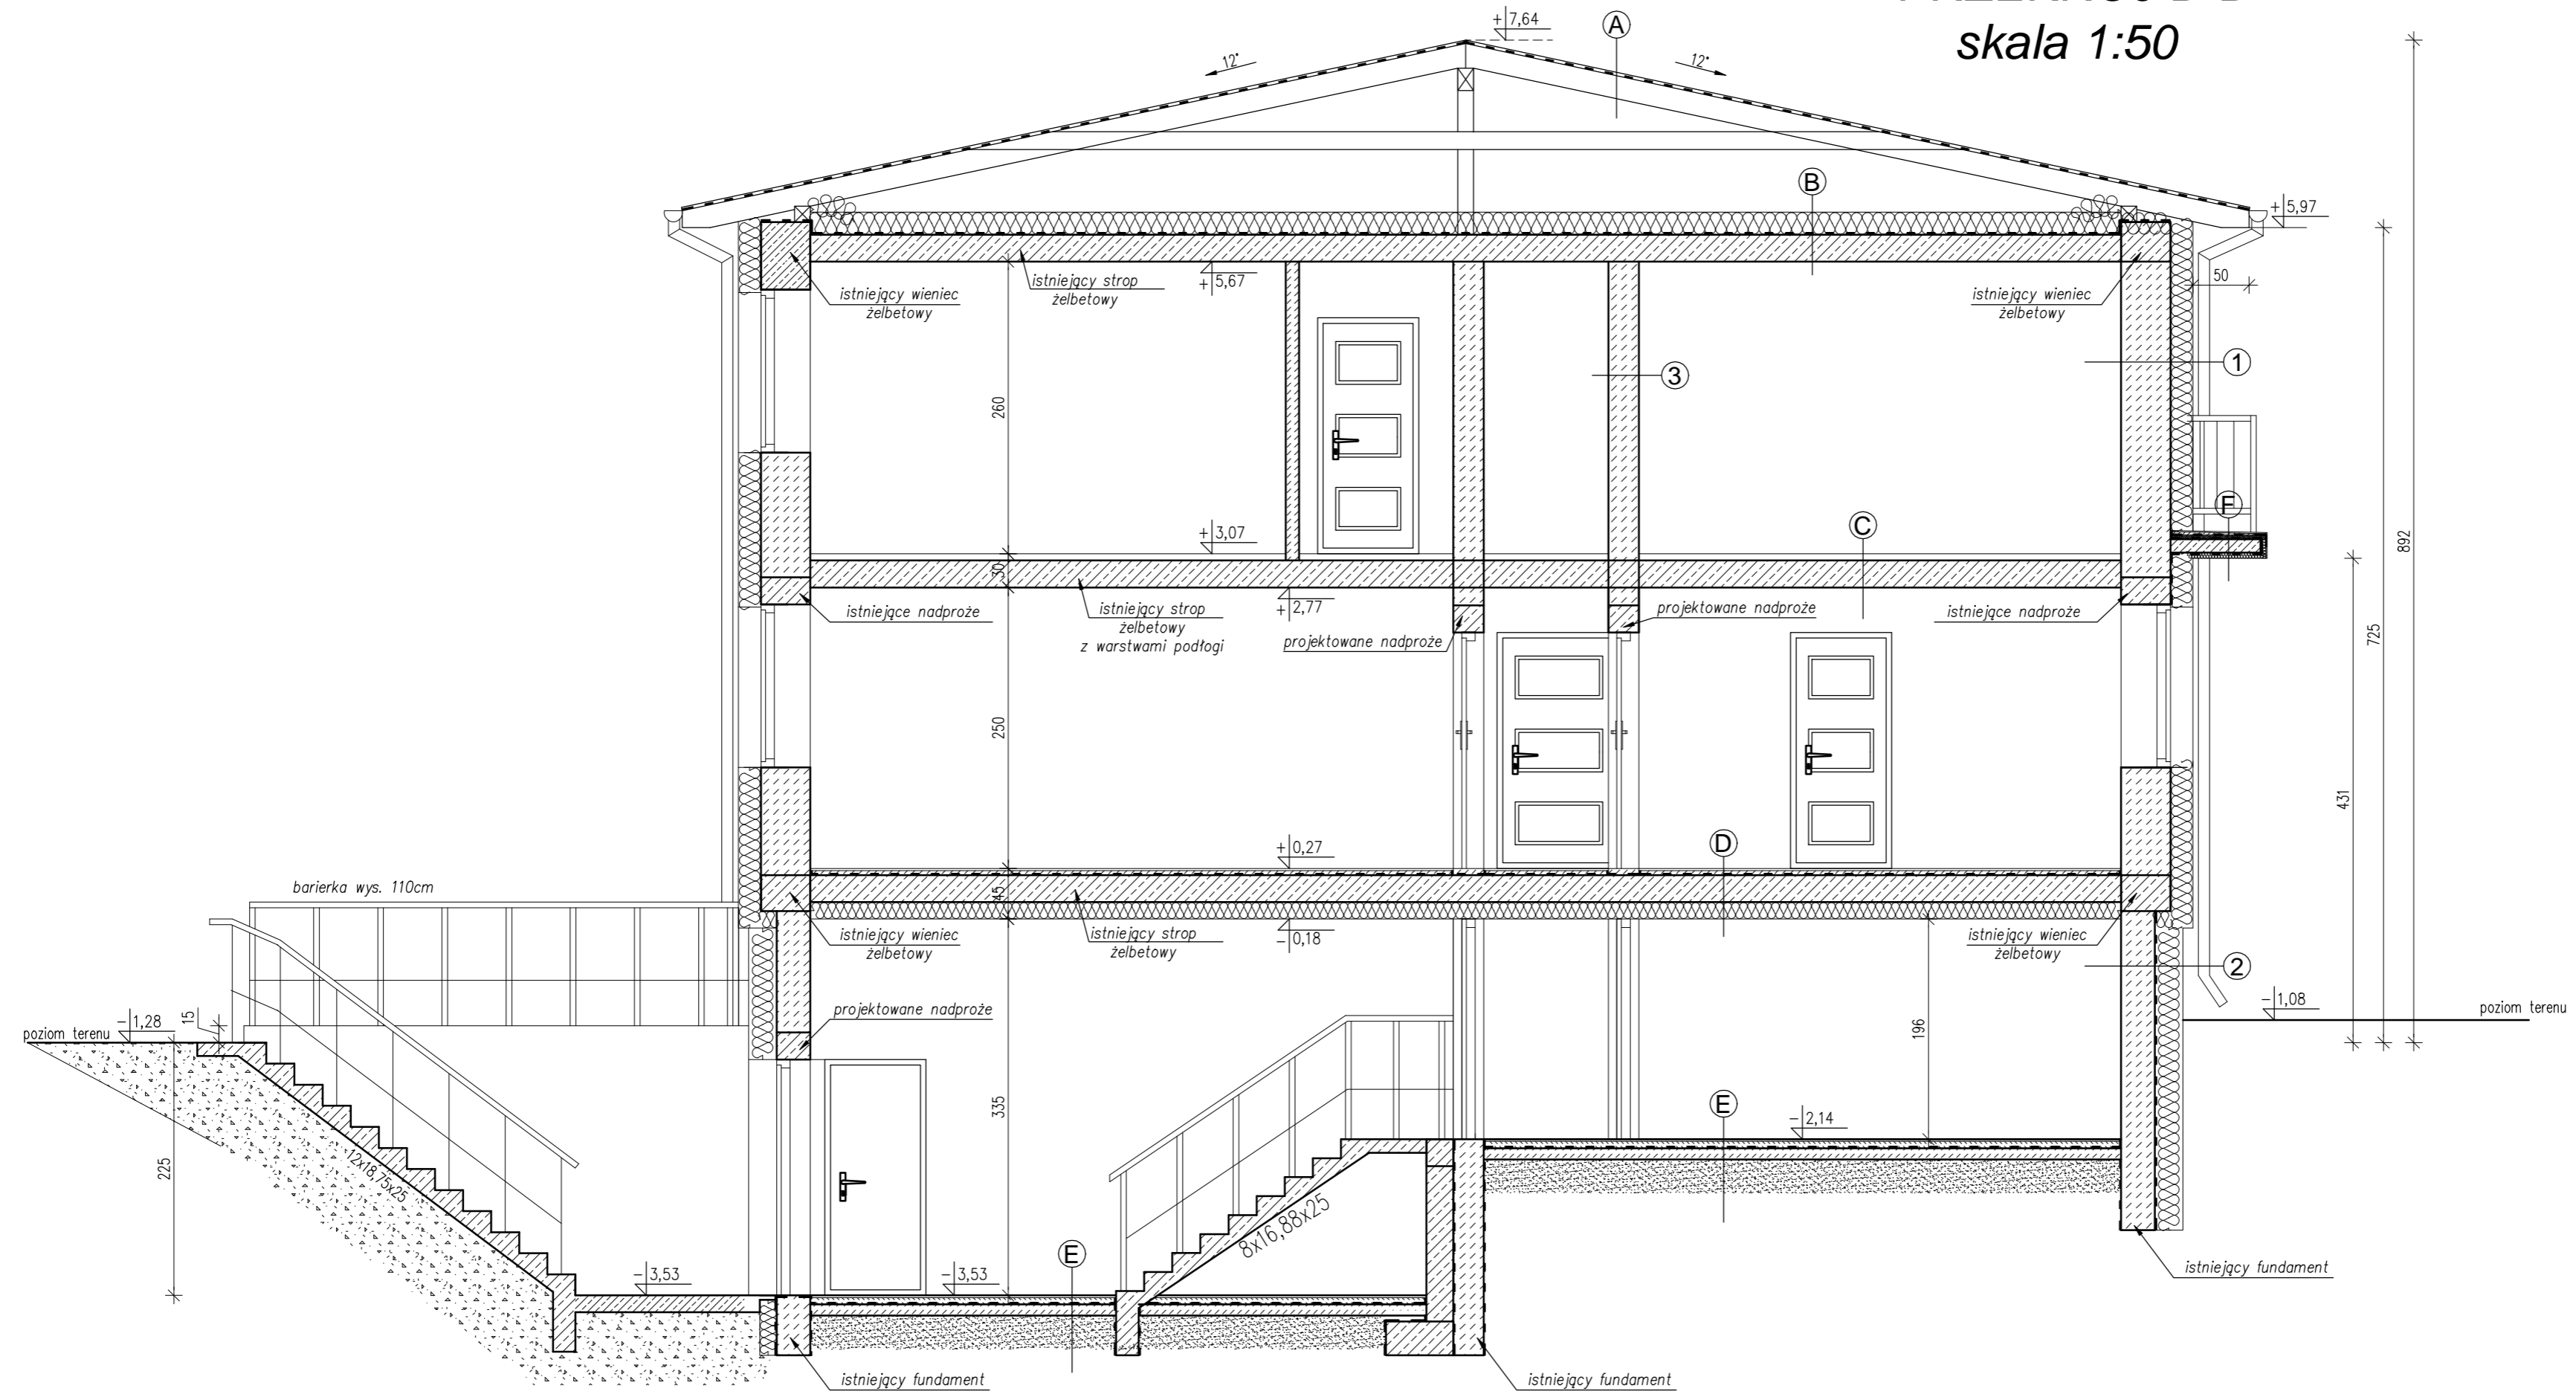 skala 1:50
+7,64
A
12°
12°
B
+5,97
istniejący strop
żelbetowy
+5,67
istniejący wieniec
żelbetowy
istniejący wieniec
żelbetowy
50
1
3
260
892
+3,07
C
F
30
istniejące nadproże
istniejący strop
żelbetowy
z warstwami podłogi
+2,77
projektowane nadproże
projektowane nadproże
istniejące nadproże
725
250
431
+0,27
D
45
barierka wys. 110cm
istniejący wieniec
żelbetowy
istniejący strop
żelbetowy
-0,18
istniejący wieniec
żelbetowy
2
projektowane nadproże
poziom terenu
-1,28
15
-1,08
poziom terenu
196
335
E
-2,14
225
12x18,75x25
8x16,88x25
-3,53
-3,53
E
istniejący fundament
istniejący fundament
istniejący fundament